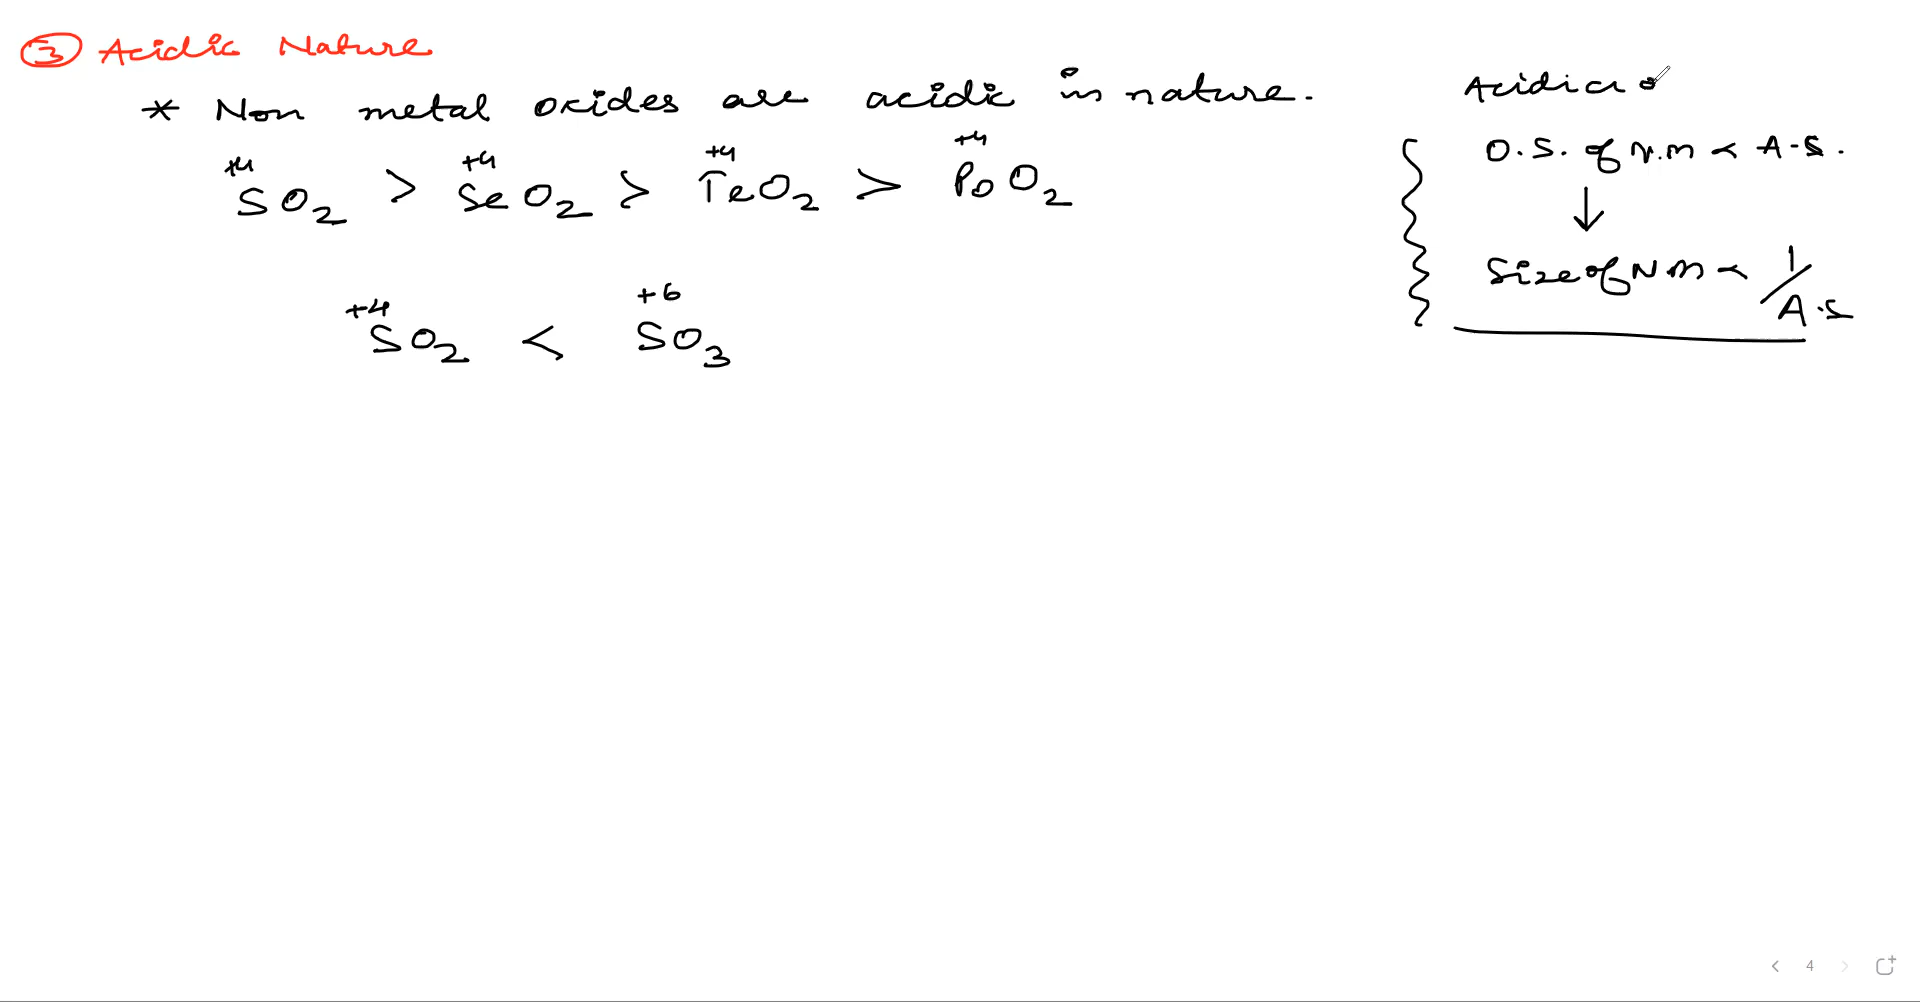 ③ Acidic Nature
* Non metal oxides are acidic in nature.
+4 +4 +4 +4
SO2 > SeO2 > TeO2 > PoO2
+4 +6
SO2 < SO3
O.S. of N.M ∝ A.S.
↓
Size of N M ∝ 1/A.S
4